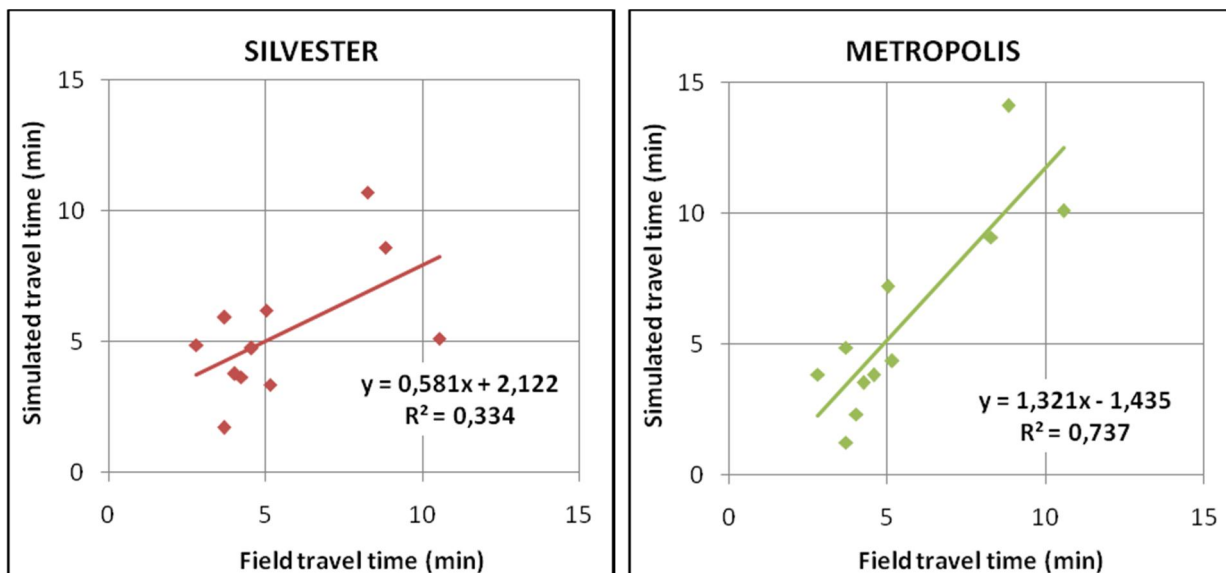 SILVESTER
15
10
5
0
0 5 10 15
Simulated travel time (min)
Field travel time (min)
y = 0,581x + 2,122
R² = 0,334
METROPOLIS
15
10
5
0
0 5 10 15
Simulated travel time (min)
Field travel time (min)
y = 1,321x - 1,435
R² = 0,737